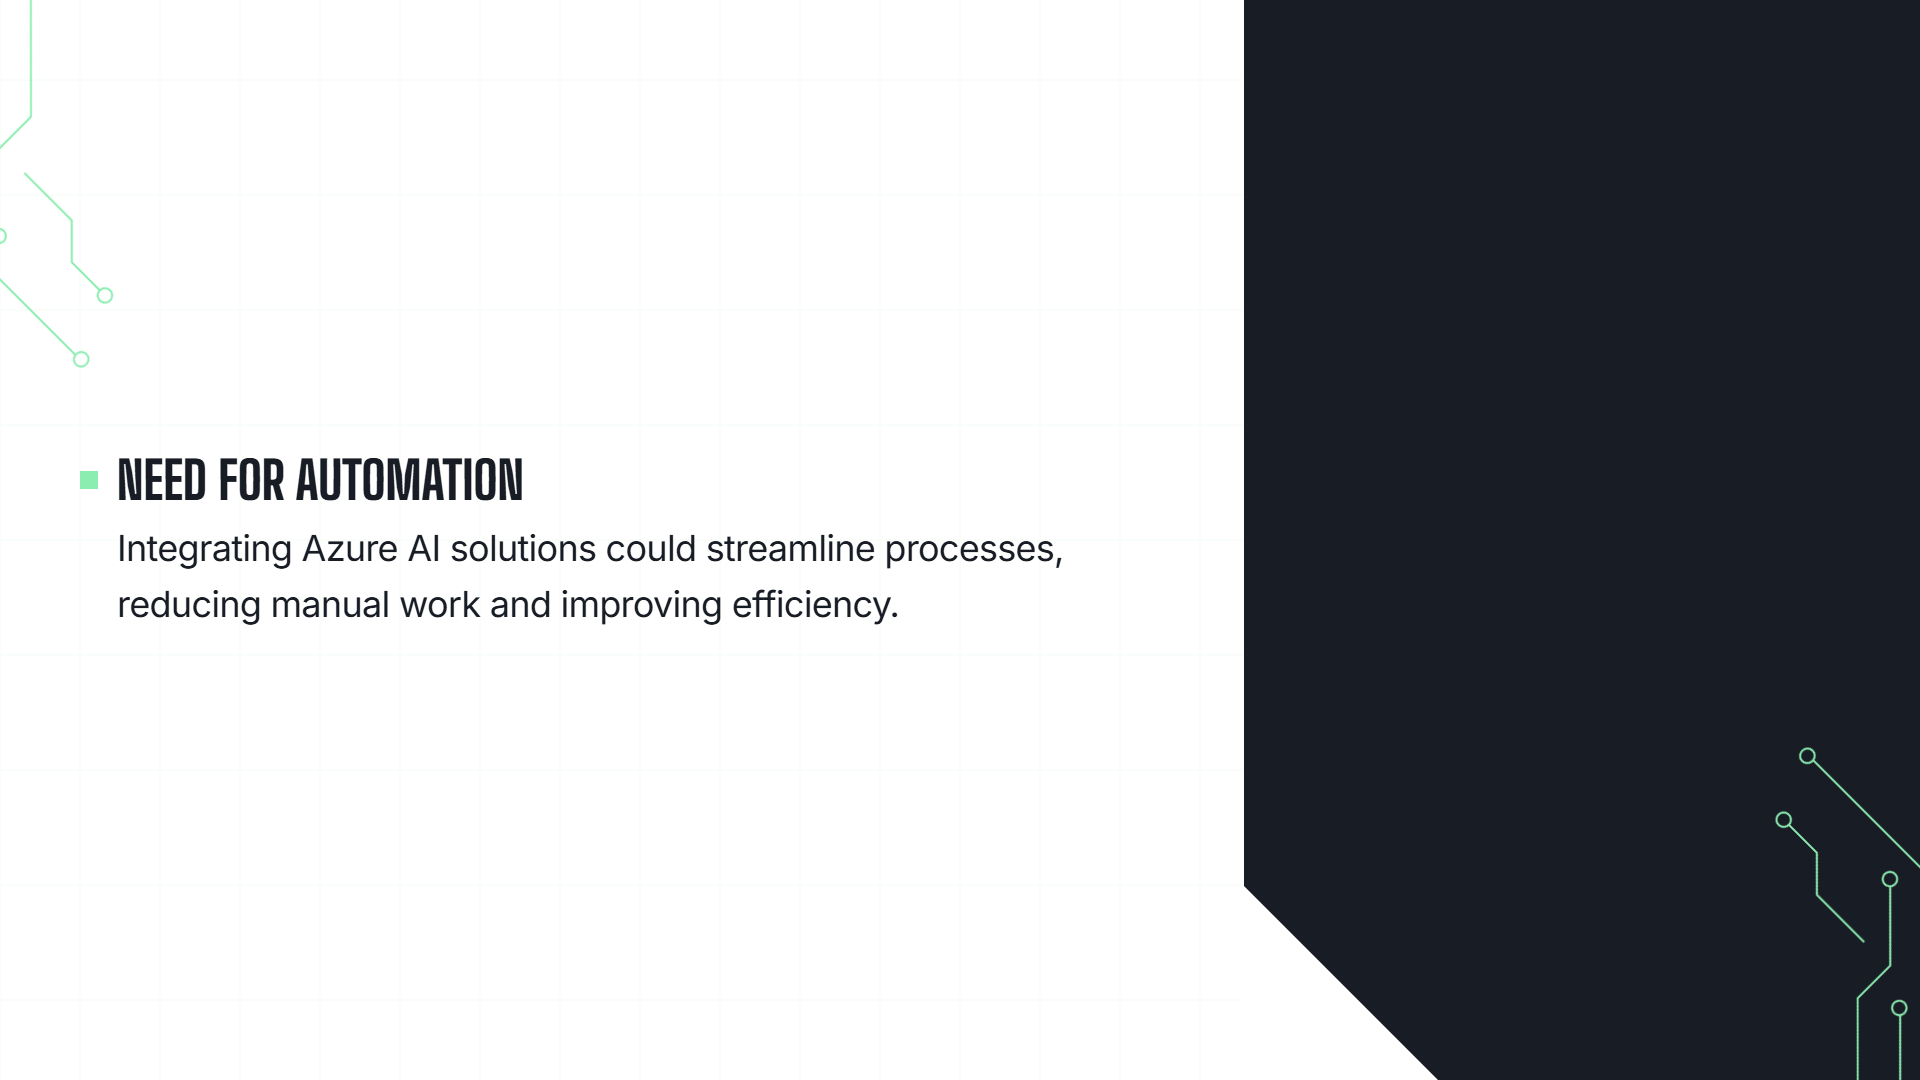 NEED FOR AUTOMATION
Integrating Azure AI solutions could streamline processes,
reducing manual work and improving efficiency.